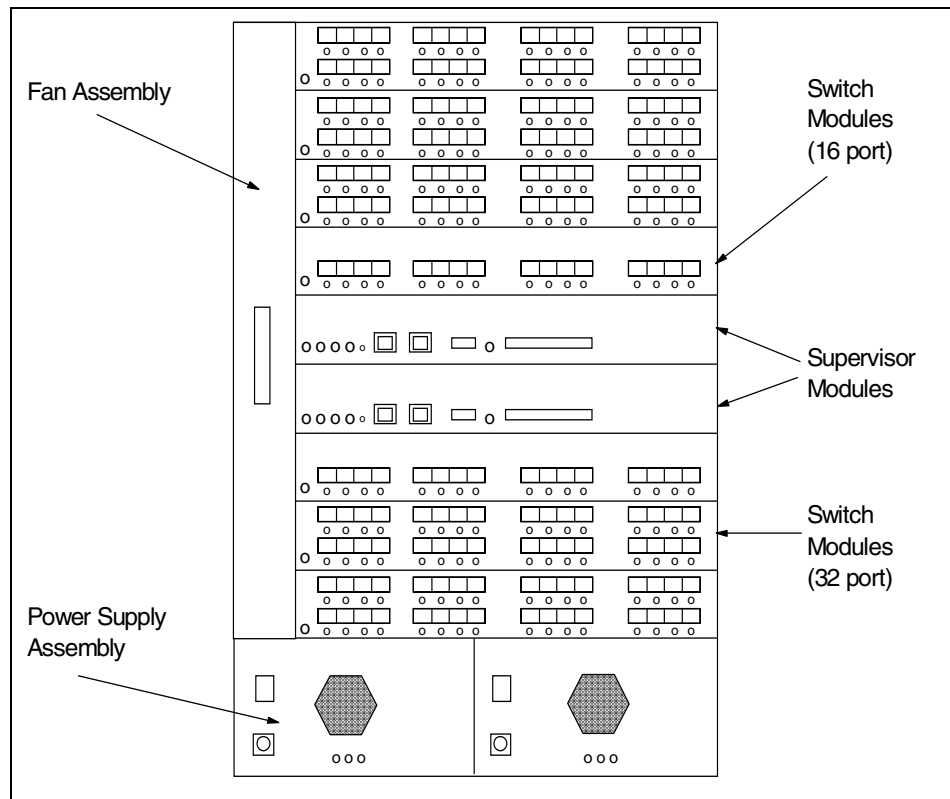 Fan Assembly
Switch
Modules
(16 port)
Supervisor
Modules
Switch
Modules
(32 port)
Power Supply
Assembly